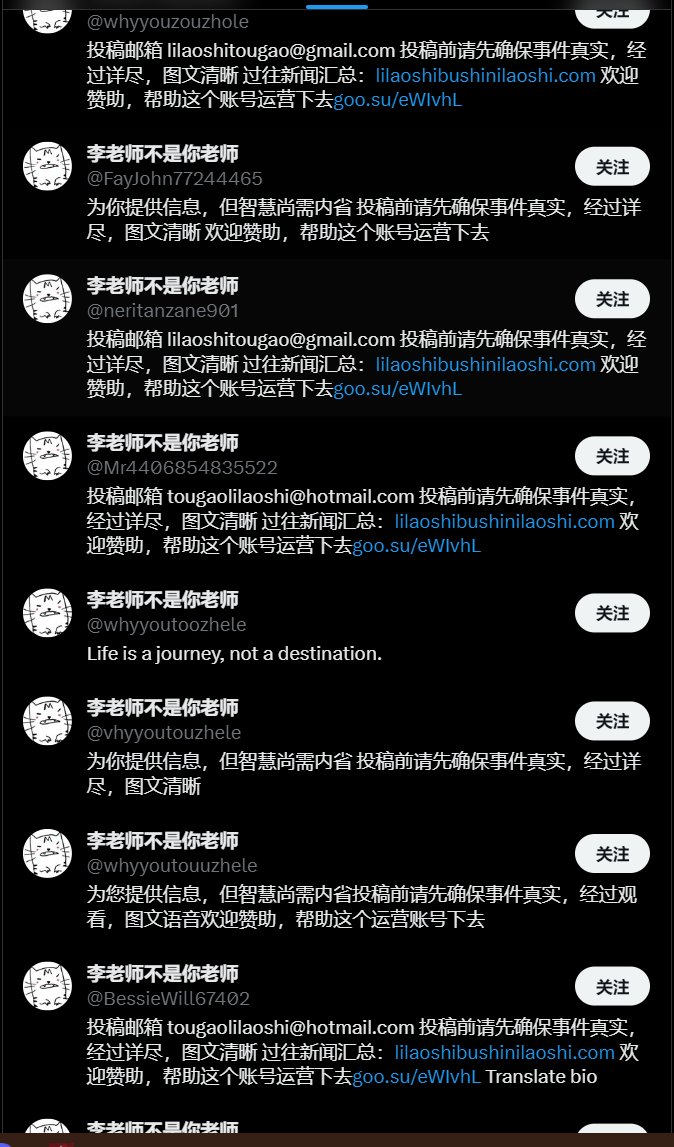 @whyyouzouzhole
投稿邮箱 lilaoshitougao@gmail.com 投稿前请先确保事件真实，经
过详尽，图文清晰 过往新闻汇总：lilaoshibushinilaoshi.com 欢迎
赞助，帮助这个账号运营下去goo.su/eWIvhL
关注
李老师不是你老师
@FayJohn77244465
关注
为你提供信息，但智慧尚需内省 投稿前请先确保事件真实，经过详
尽，图文清晰 欢迎赞助，帮助这个账号运营下去
李老师不是你老师
@neritanzane901
关注
投稿邮箱 lilaoshitougao@gmail.com 投稿前请先确保事件真实，经
过详尽，图文清晰 过往新闻汇总：lilaoshibushinilaoshi.com 欢迎
赞助，帮助这个账号运营下去goo.su/eWIvhL
李老师不是你老师
@Mr4406854835522
关注
投稿邮箱 tougaolilaoshi@hotmail.com 投稿前请先确保事件真实，
经过详尽，图文清晰 过往新闻汇总：lilaoshibushinilaoshi.com 欢
迎赞助，帮助这个账号运营下去goo.su/eWIvhL
李老师不是你老师
@whyyoutoozhele
关注
Life is a journey, not a destination.
李老师不是你老师
@vhyyoutouzhele
关注
为你提供信息，但智慧尚需内省 投稿前请先确保事件真实，经过详
尽，图文清晰
李老师不是你老师
@whyyoutouuzhele
关注
为您提供信息，但智慧尚需内省投稿前请先确保事件真实，经过观
看，图文语音欢迎赞助，帮助这个运营账号下去
李老师不是你老师
@BessieWill67402
关注
投稿邮箱 tougaolilaoshi@hotmail.com 投稿前请先确保事件真实，
经过详尽，图文清晰 过往新闻汇总：lilaoshibushinilaoshi.com 欢
迎赞助，帮助这个账号运营下去goo.su/eWIvhL Translate bio
李老师不是你老师